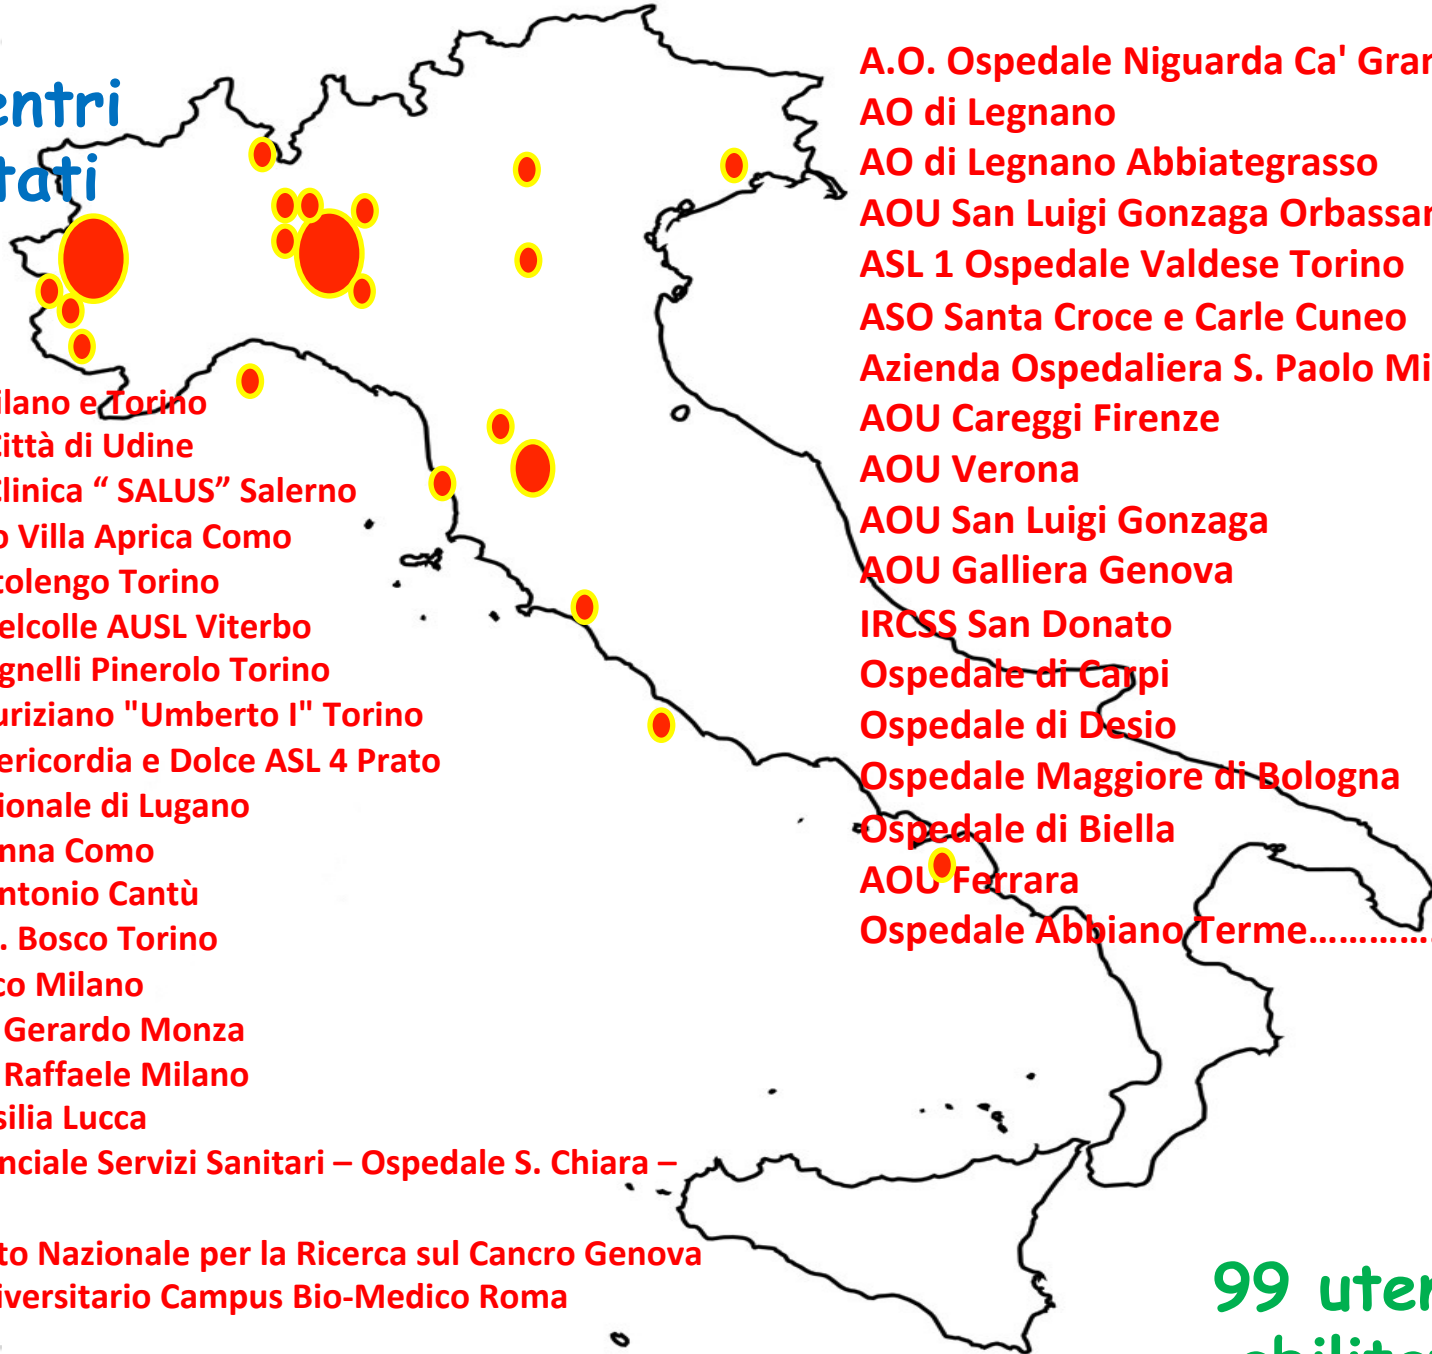 entri
tati
A.O. Ospedale Niguarda Ca' Gran
AO di Legnano
AO di Legnano Abbiategrasso
AOU San Luigi Gonzaga Orbassan
ASL 1 Ospedale Valdese Torino
ASO Santa Croce e Carle Cuneo
Azienda Ospedaliera S. Paolo Mi
AOU Careggi Firenze
AOU Verona
AOU San Luigi Gonzaga
AOU Galliera Genova
IRCSS San Donato
Ospedale di Carpi
Ospedale di Desio
Ospedale Maggiore di Bologna
Ospedale di Biella
AOU Ferrara
Ospedale Abbiano Terme…………..
ilano e Torino
Città di Udine
Clinica “ SALUS” Salerno
o Villa Aprica Como
tolengo Torino
elcolle AUSL Viterbo
gnelli Pinerolo Torino
uriziano "Umberto I" Torino
ericordia e Dolce ASL 4 Prato
ionale di Lugano
nna Como
ntonio Cantù
. Bosco Torino
co Milano
Gerardo Monza
Raffaele Milano
silia Lucca
nciale Servizi Sanitari – Ospedale S. Chiara –
to Nazionale per la Ricerca sul Cancro Genova
iversitario Campus Bio-Medico Roma
99 uten
abilitat